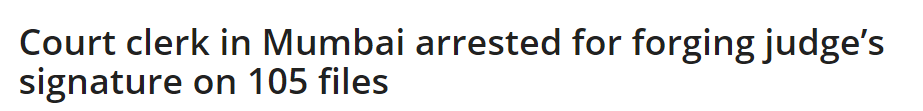 Court clerk in Mumbai arrested for forging judge’s
signature on 105 files